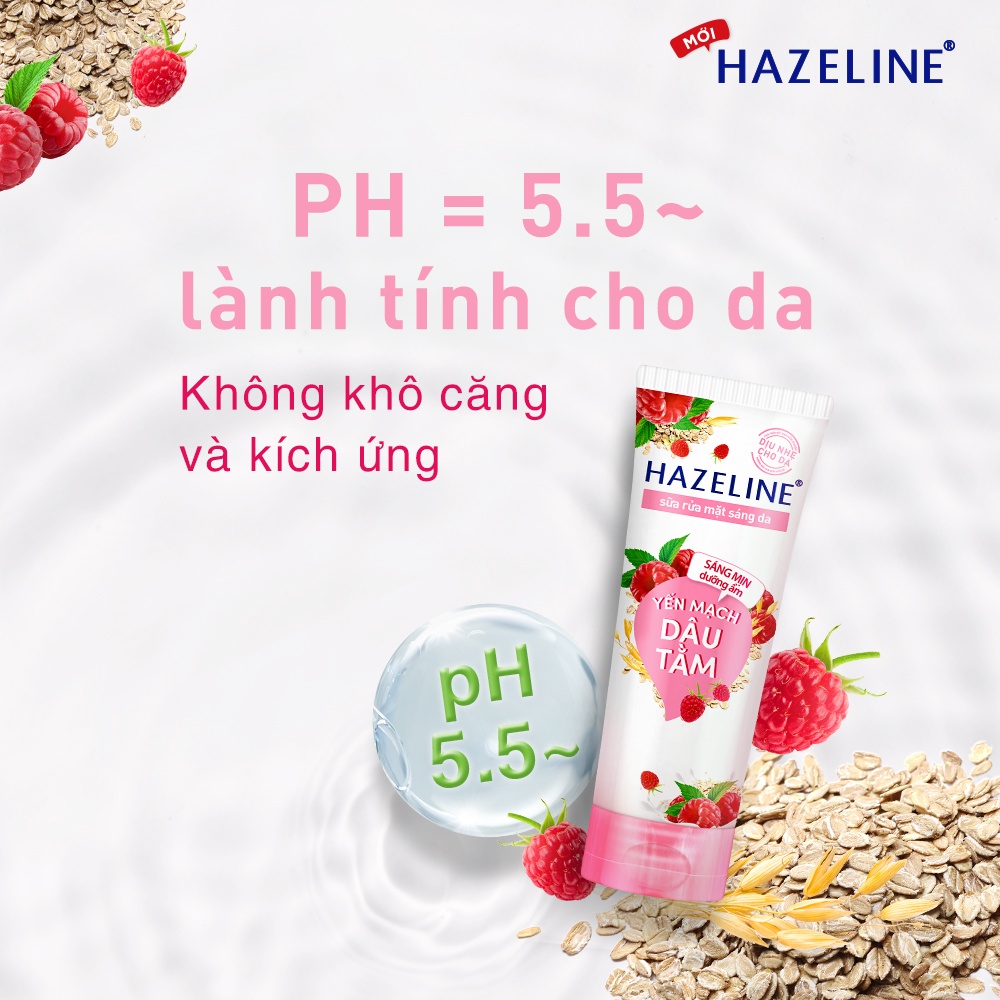 MỚI
HAZELINE®
PH = 5.5~
lành tính cho da
Không khô căng
và kích ứng
DỊU NHẸ
CHO DA
HAZELINE®
sữa rửa mặt sáng da
SÁNG MỊN
dưỡng ẩm
YẾN MẠCH
DÂU
TẰM
pH
5.5~